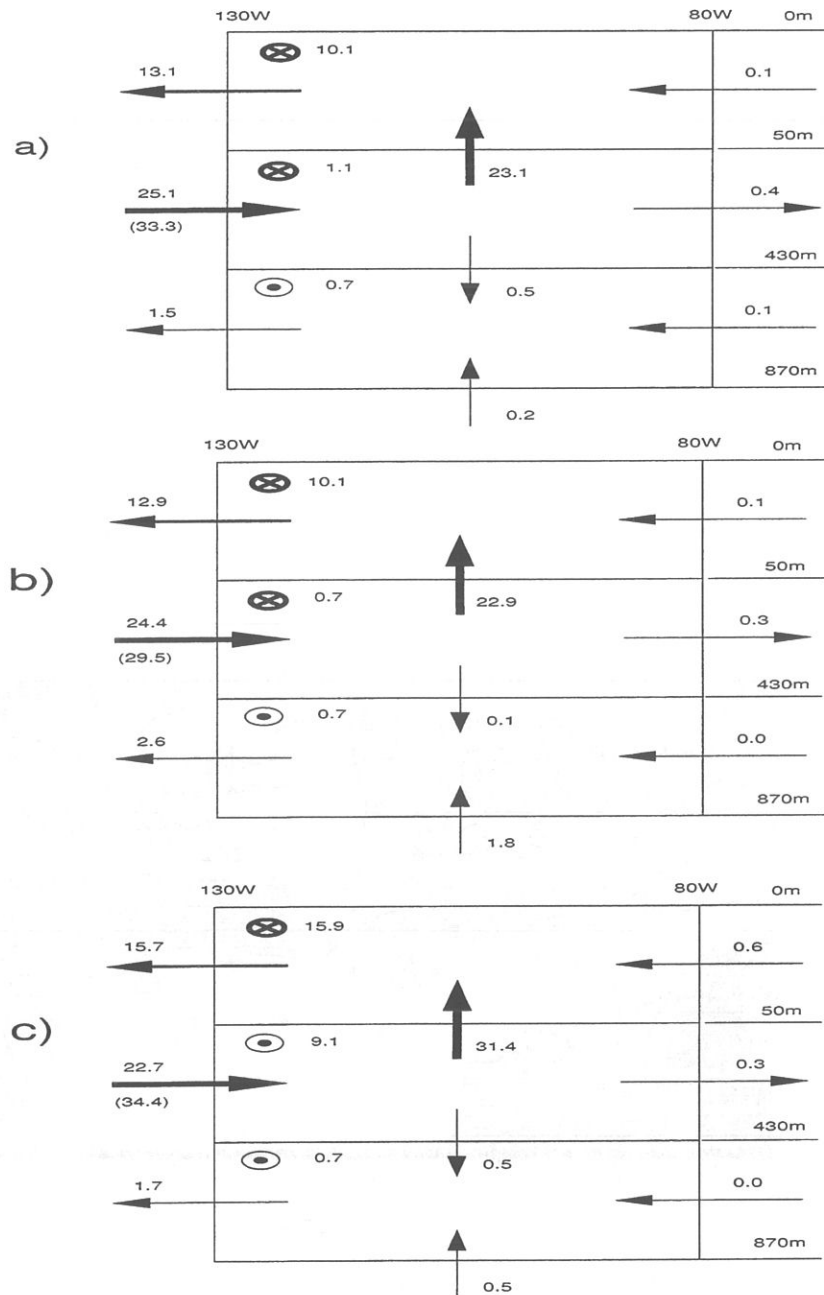 130W 80W 0m
10.1
13.1 0.1
50m
a)
1.1 23.1
25.1 0.4
(33.3)
430m
0.7 0.5
1.5 0.1
870m
0.2
130W 80W 0m
10.1
12.9 0.1
50m
b)
0.7 22.9
24.4 0.3
(29.5)
430m
0.7 0.1
2.6 0.0
870m
1.8
130W 80W 0m
15.9
15.7 0.6
50m
c)
9.1 31.4
22.7 0.3
(34.4)
430m
0.7 0.5
1.7 0.0
870m
0.5